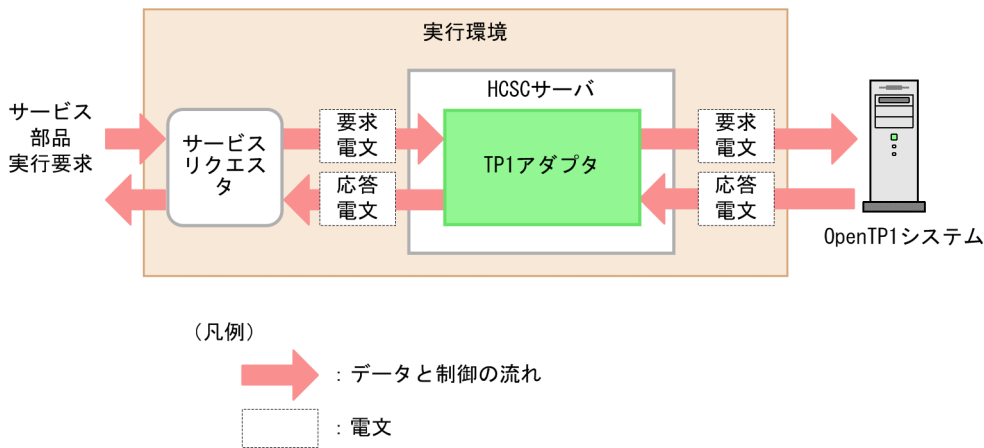 実行環境
HCSCサーバ
サービス
部品
実行要求
サービス
リクエス
タ
要求
電文
応答
電文
TP1アダプタ
要求
電文
応答
電文
OpenTP1システム
（凡例）
：データと制御の流れ
：電文